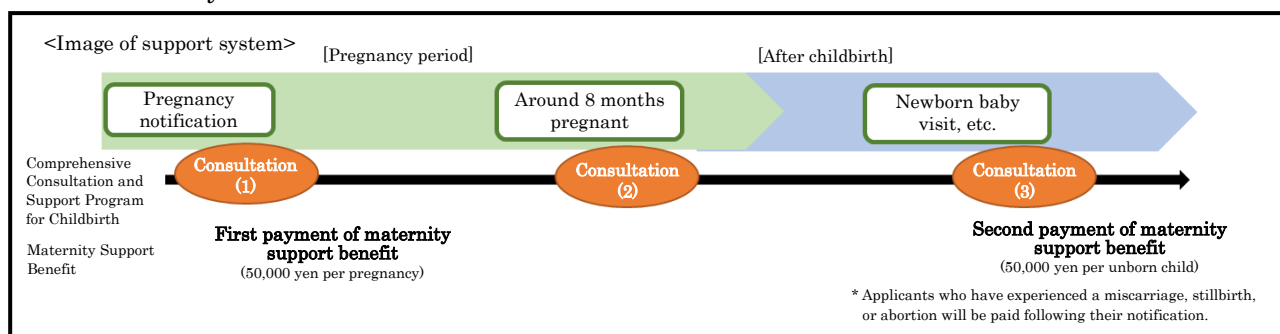 <Image of support system>
[Pregnancy period]
[After childbirth]
Pregnancy
notification
Around 8 months
pregnant
Newborn baby
visit, etc.
Comprehensive
Consultation and
Support Program
for Childbirth
Consultation
(1)
Consultation
(2)
Consultation
(3)
Maternity Support
Benefit
First payment of maternity
support benefit
(50,000 yen per pregnancy)
Second payment of maternity
support benefit
(50,000 yen per unborn child)
* Applicants who have experienced a miscarriage, stillbirth,
or abortion will be paid following their notification.